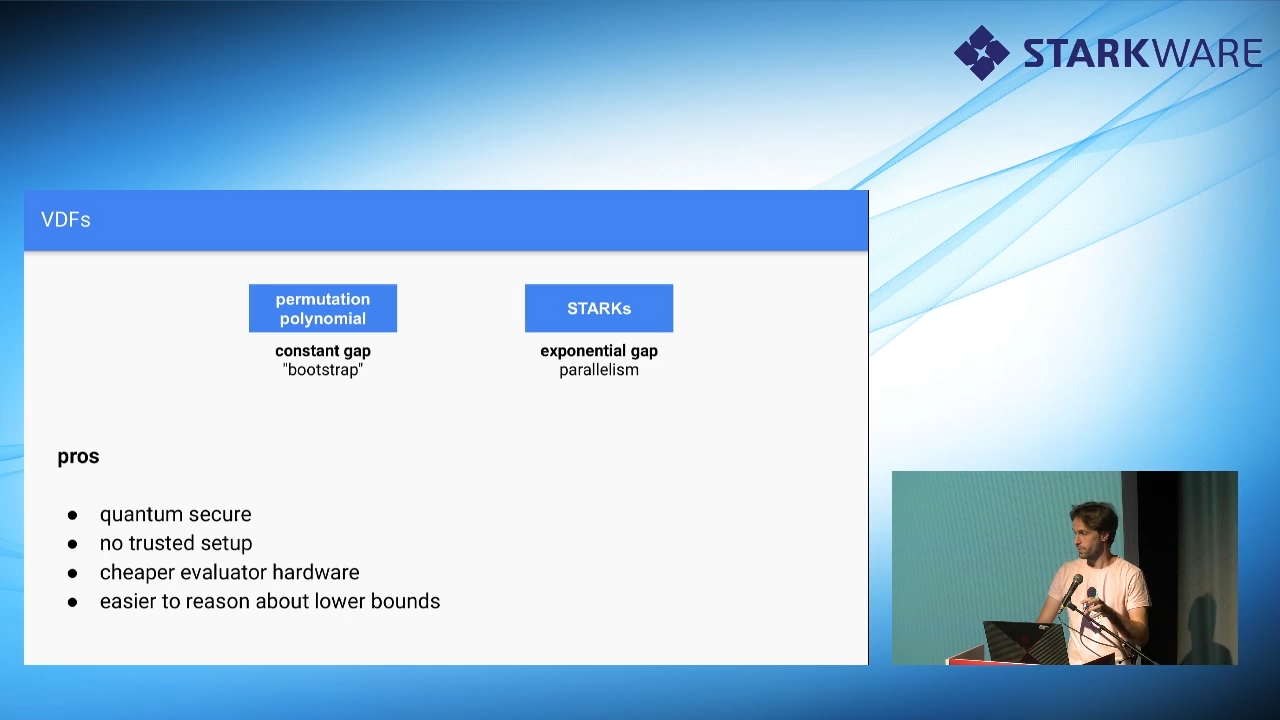 STARKWARE
VDFs
permutation
polynomial
STARKs
constant gap
"bootstrap"
exponential gap
parallelism
pros
● quantum secure
● no trusted setup
● cheaper evaluator hardware
● easier to reason about lower bounds